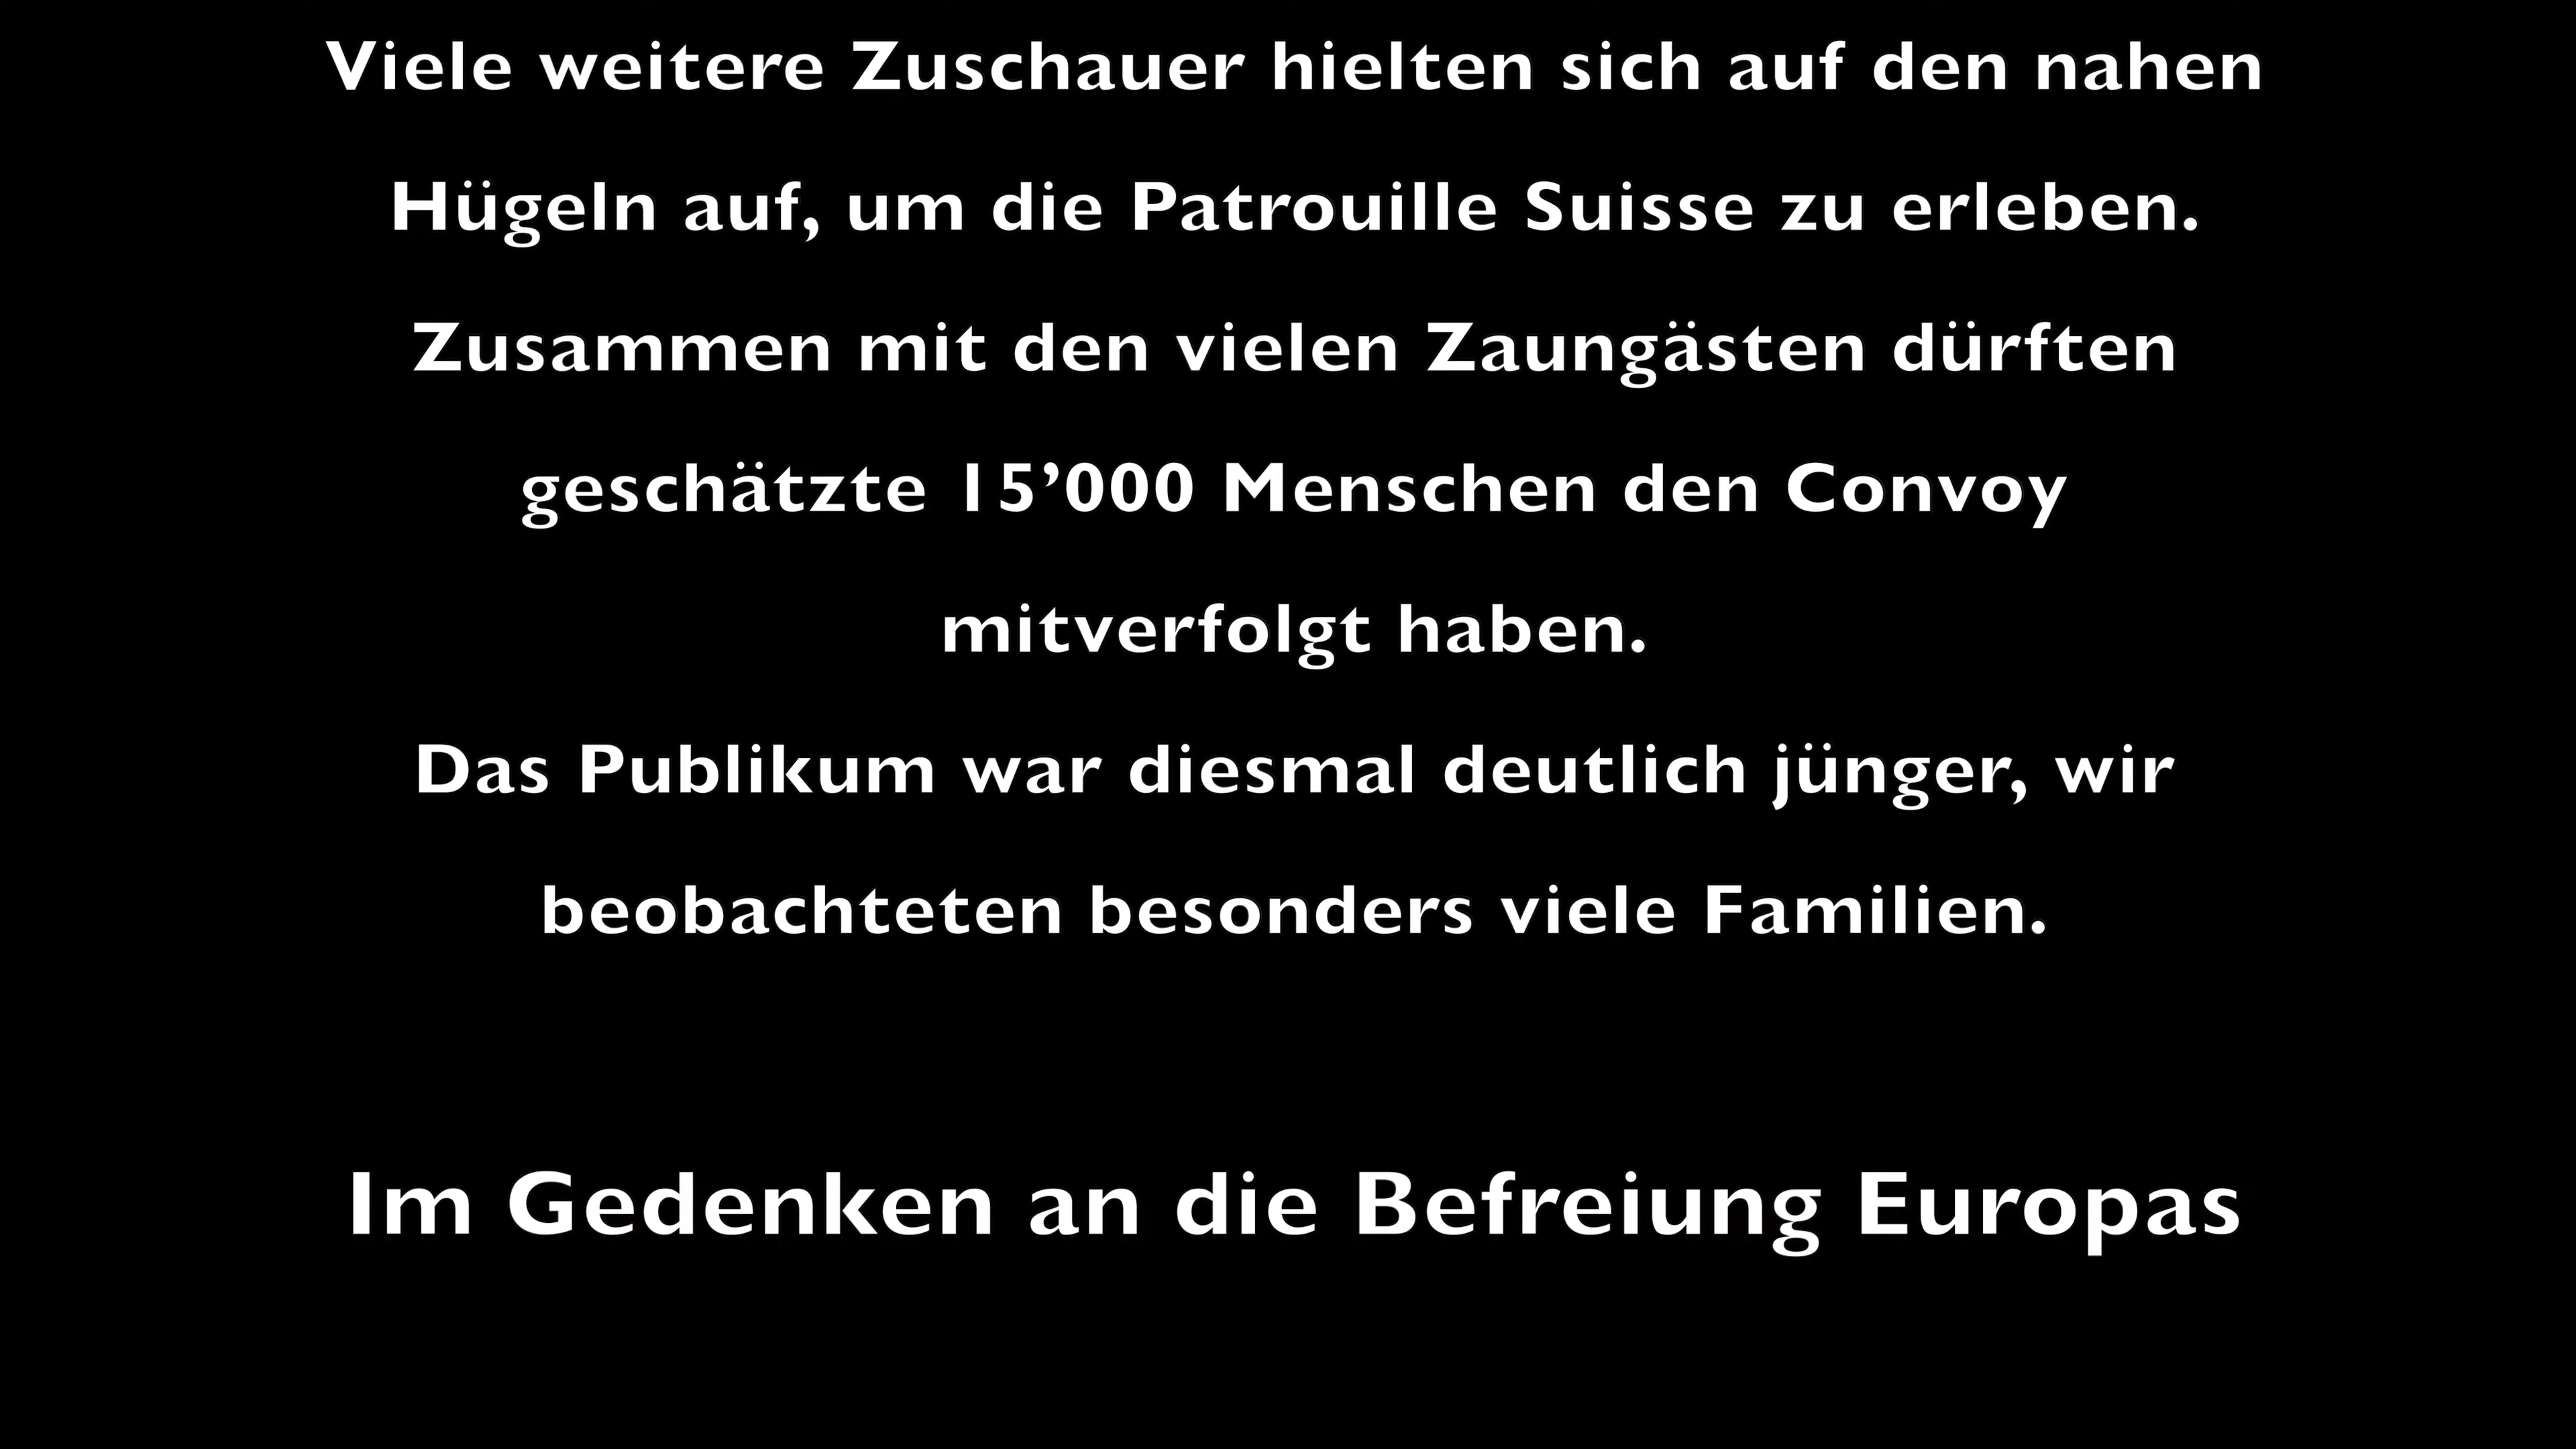 Viele weitere Zuschauer hielten sich auf den nahen
Hügeln auf, um die Patrouille Suisse zu erleben.
Zusammen mit den vielen Zaungästen dürften
geschätzte 15’000 Menschen den Convoy
mitverfolgt haben.
Das Publikum war diesmal deutlich jünger, wir
beobachteten besonders viele Familien.
Im Gedenken an die Befreiung Europas